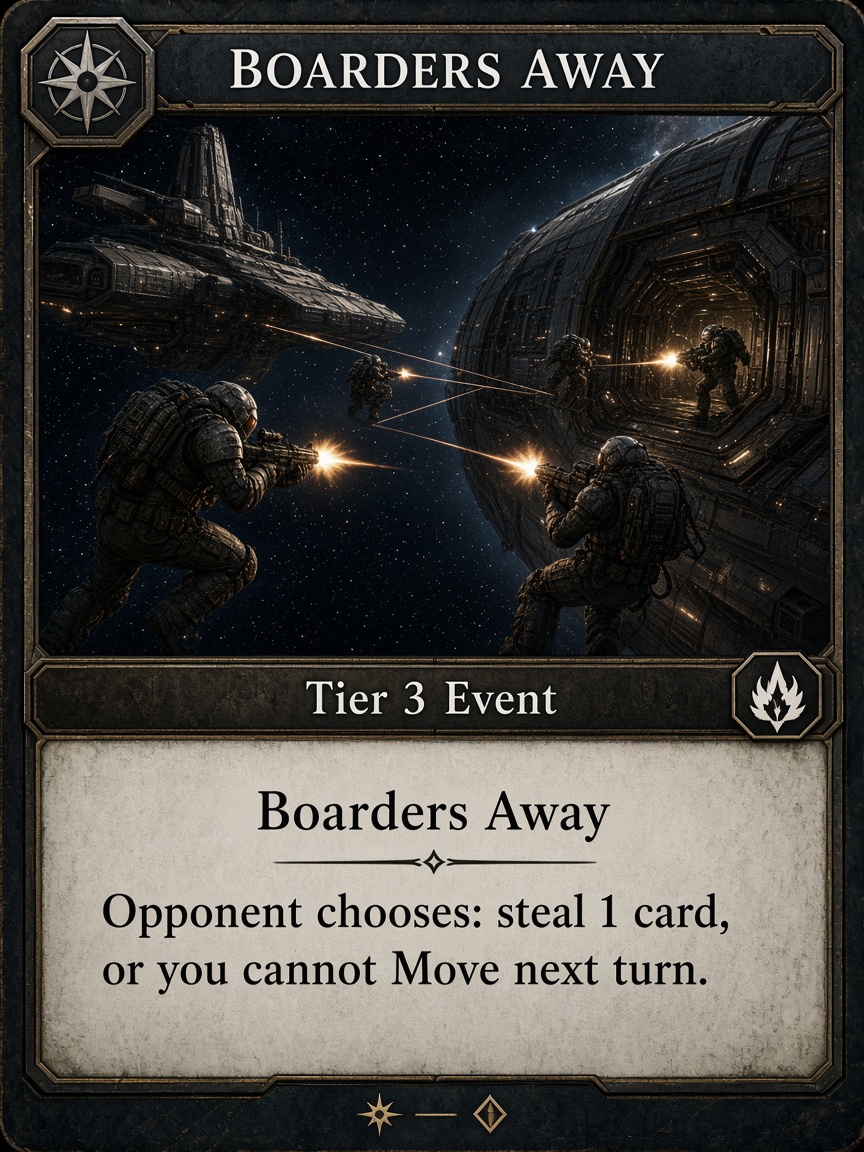 BOARDERS AWAY
Tier 3 Event
Boarders Away
Opponent chooses: steal 1 card,
or you cannot Move next turn.